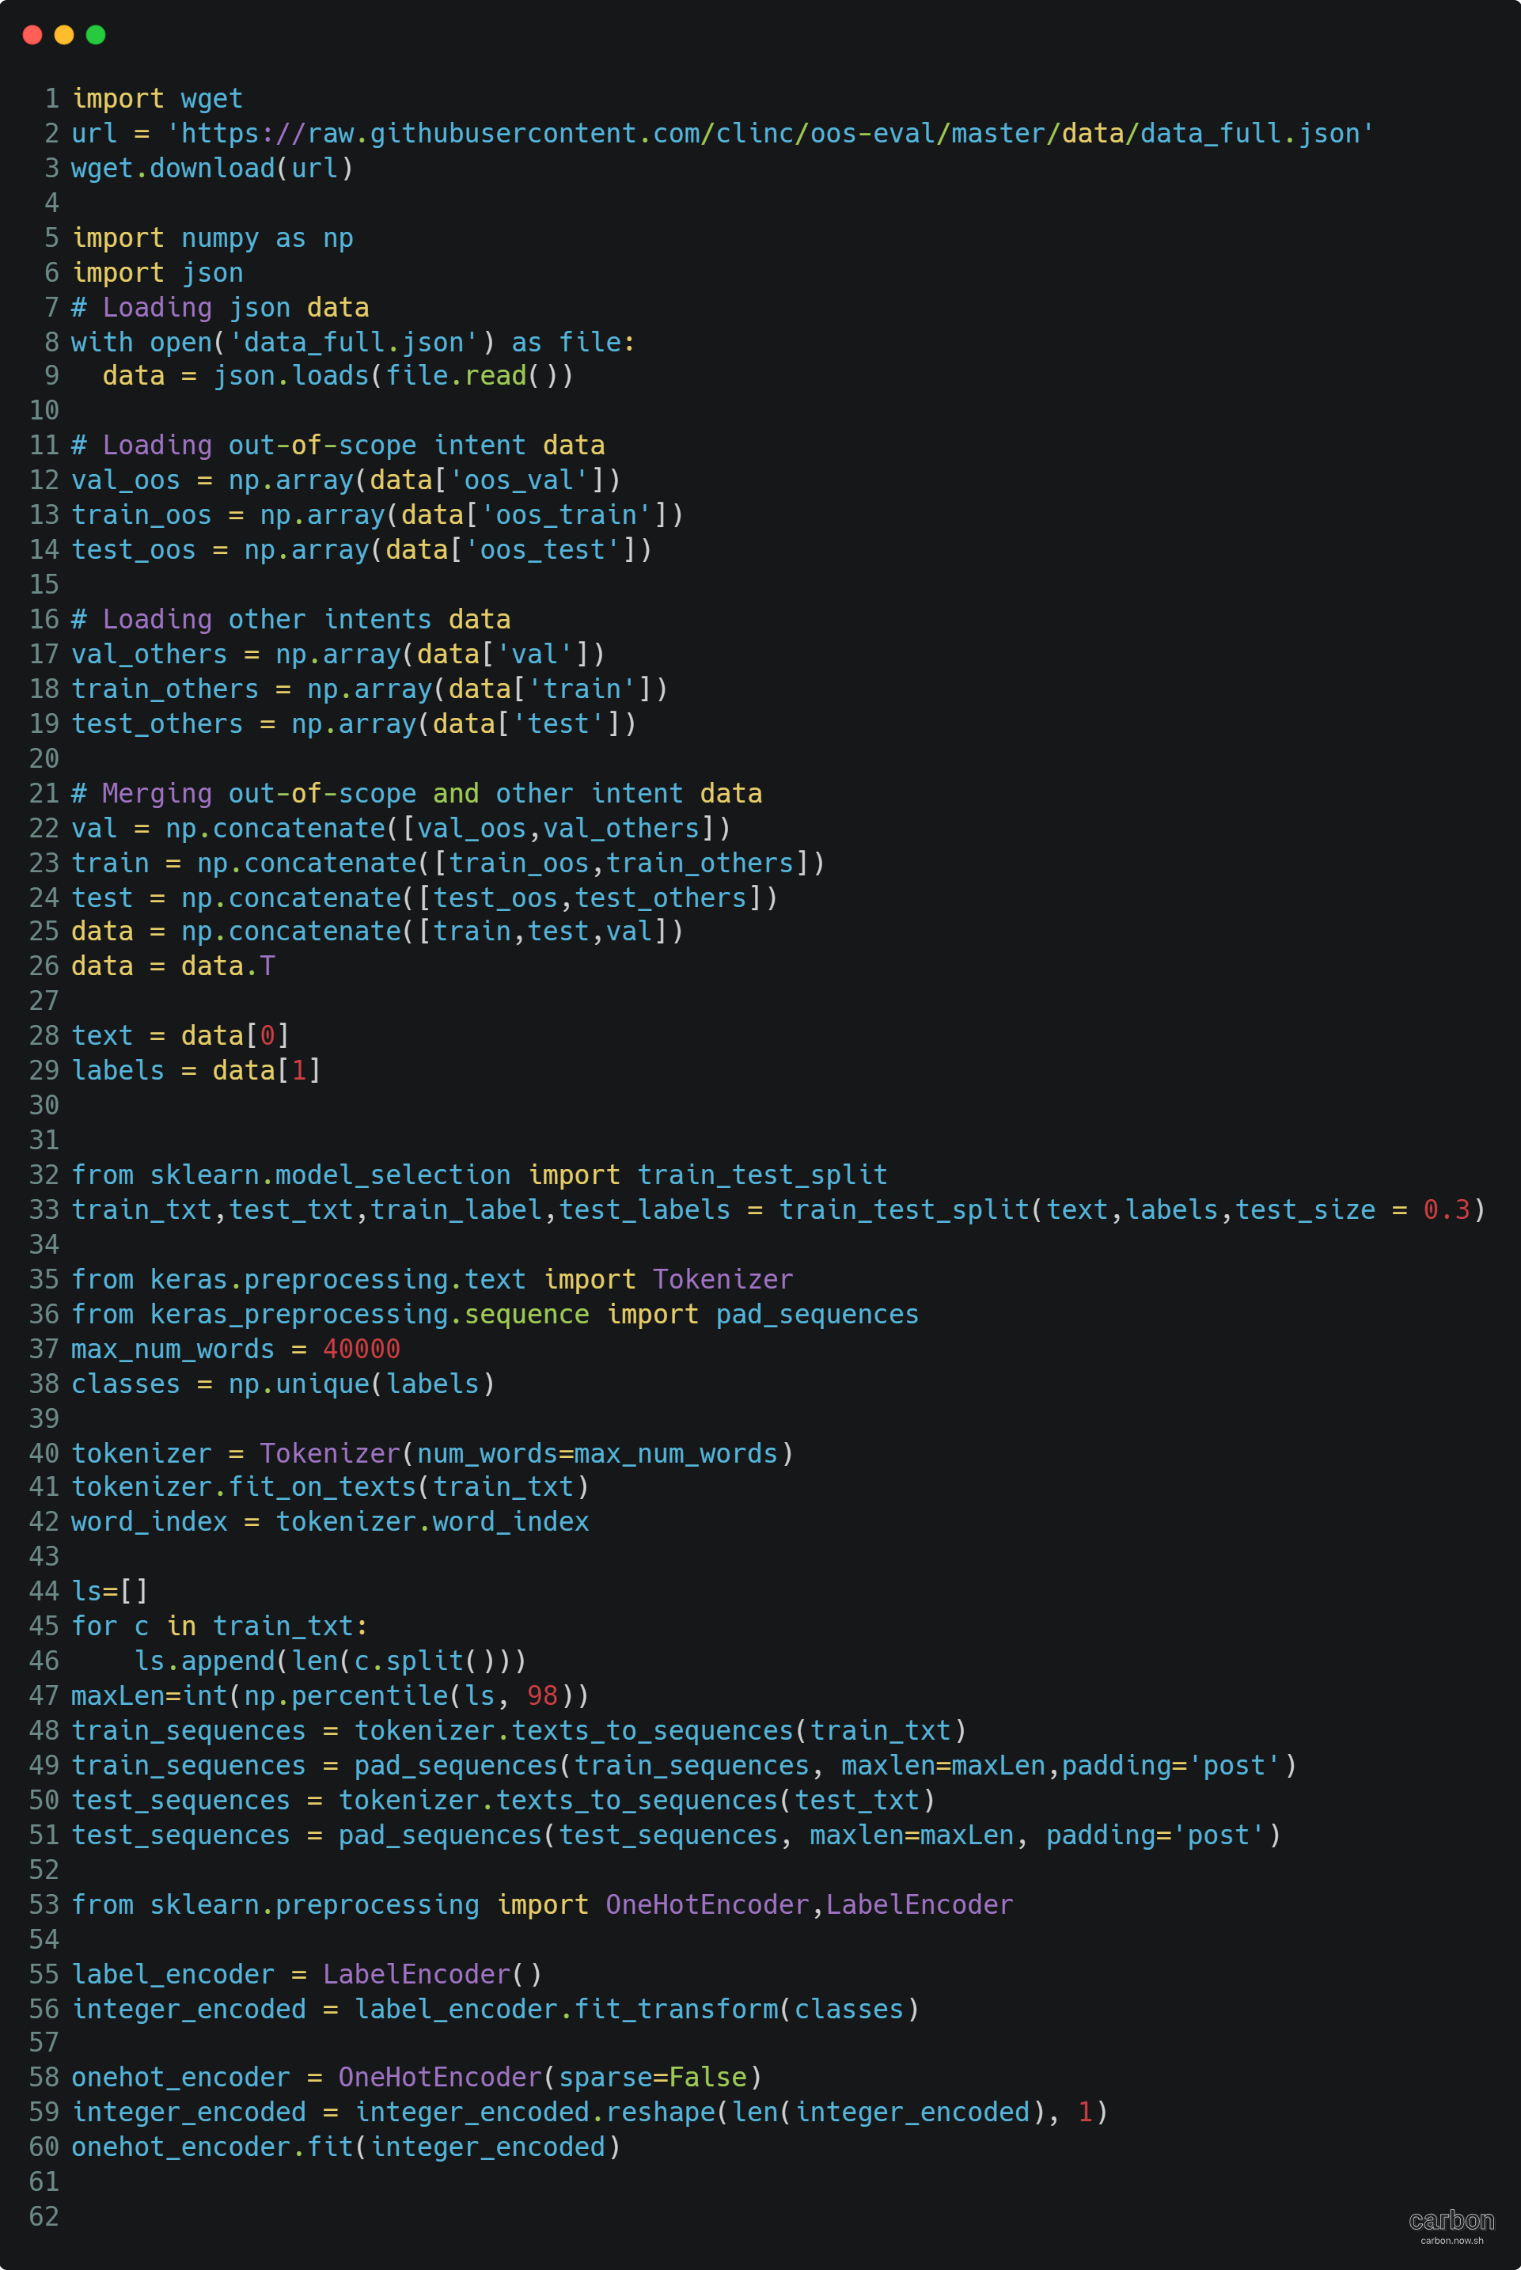 1 import wget
2 url = 'https://raw.githubusercontent.com/clinc/oos-eval/master/data/data_full.json'
3 wget.download(url)
4
5 import numpy as np
6 import json
7 # Loading json data
8 with open('data_full.json') as file:
9   data = json.loads(file.read())
10
11 # Loading out-of-scope intent data
12 val_oos = np.array(data['oos_val'])
13 train_oos = np.array(data['oos_train'])
14 test_oos = np.array(data['oos_test'])
15
16 # Loading other intents data
17 val_others = np.array(data['val'])
18 train_others = np.array(data['train'])
19 test_others = np.array(data['test'])
20
21 # Merging out-of-scope and other intent data
22 val = np.concatenate([val_oos,val_others])
23 train = np.concatenate([train_oos,train_others])
24 test = np.concatenate([test_oos,test_others])
25 data = np.concatenate([train,test,val])
26 data = data.T
27
28 text = data[0]
29 labels = data[1]
30
31
32 from sklearn.model_selection import train_test_split
33 train_txt,test_txt,train_label,test_labels = train_test_split(text,labels,test_size = 0.3)
34
35 from keras.preprocessing.text import Tokenizer
36 from keras_preprocessing.sequence import pad_sequences
37 max_num_words = 40000
38 classes = np.unique(labels)
39
40 tokenizer = Tokenizer(num_words=max_num_words)
41 tokenizer.fit_on_texts(train_txt)
42 word_index = tokenizer.word_index
43
44 ls=[]
45 for c in train_txt:
46     ls.append(len(c.split()))
47 maxLen=int(np.percentile(ls, 98))
48 train_sequences = tokenizer.texts_to_sequences(train_txt)
49 train_sequences = pad_sequences(train_sequences, maxlen=maxLen,padding='post')
50 test_sequences = tokenizer.texts_to_sequences(test_txt)
51 test_sequences = pad_sequences(test_sequences, maxlen=maxLen, padding='post')
52
53 from sklearn.preprocessing import OneHotEncoder,LabelEncoder
54
55 label_encoder = LabelEncoder()
56 integer_encoded = label_encoder.fit_transform(classes)
57
58 onehot_encoder = OneHotEncoder(sparse=False)
59 integer_encoded = integer_encoded.reshape(len(integer_encoded), 1)
60 onehot_encoder.fit(integer_encoded)
61
62
carbon
carbon.now.sh